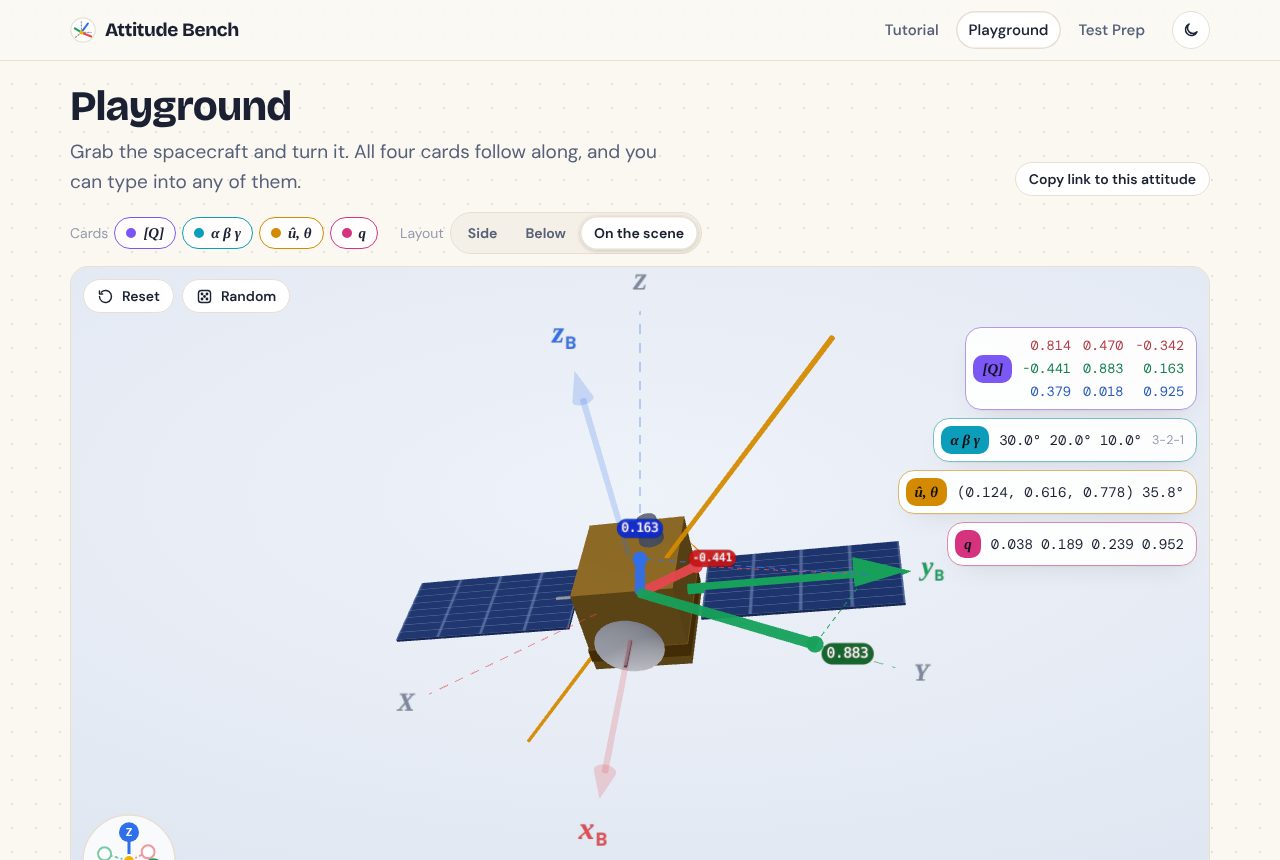 Attitude Bench
Tutorial
Playground
Test Prep
Playground
Grab the spacecraft and turn it. All four cards follow along, and you
can type into any of them.
Copy link to this attitude
Cards
[Q]
α β γ
û, θ
q
Layout
Side
Below
On the scene
Reset
Random
Z
zB
[Q]
0.814 0.470 -0.342
-0.441 0.883 0.163
0.379 0.018 0.925
α β γ 30.0° 20.0° 10.0° 3-2-1
û, θ (0.124, 0.616, 0.778) 35.8°
q 0.038 0.189 0.239 0.952
0.163
-0.441
yB
0.883
Y
X
xB
Z